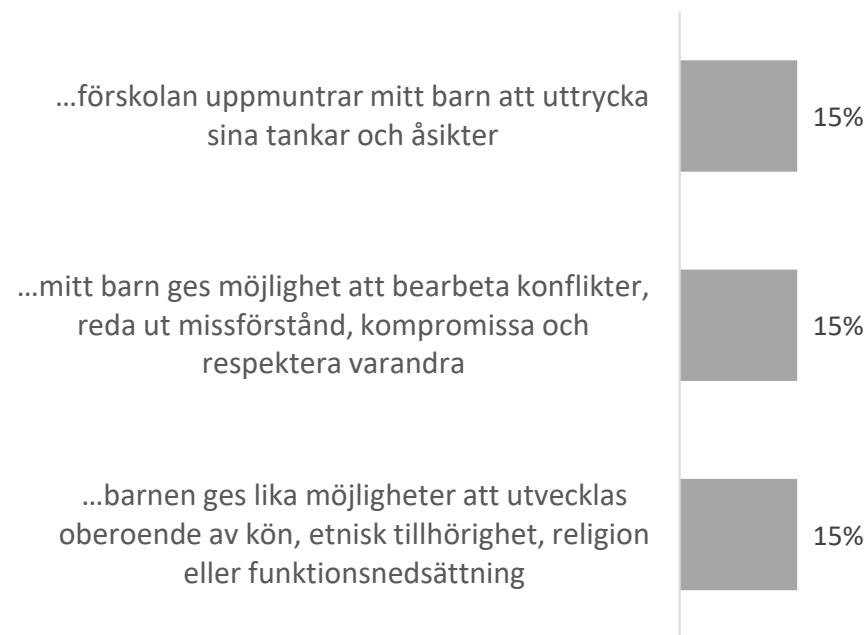 …förskolan uppmuntrar mitt barn att uttrycka
sina tankar och åsikter
15%
…mitt barn ges möjlighet att bearbeta konflikter,
reda ut missförstånd, kompromissa och
respektera varandra
15%
…barnen ges lika möjligheter att utvecklas
oberoende av kön, etnisk tillhörighet, religion
eller funktionsnedsättning
15%